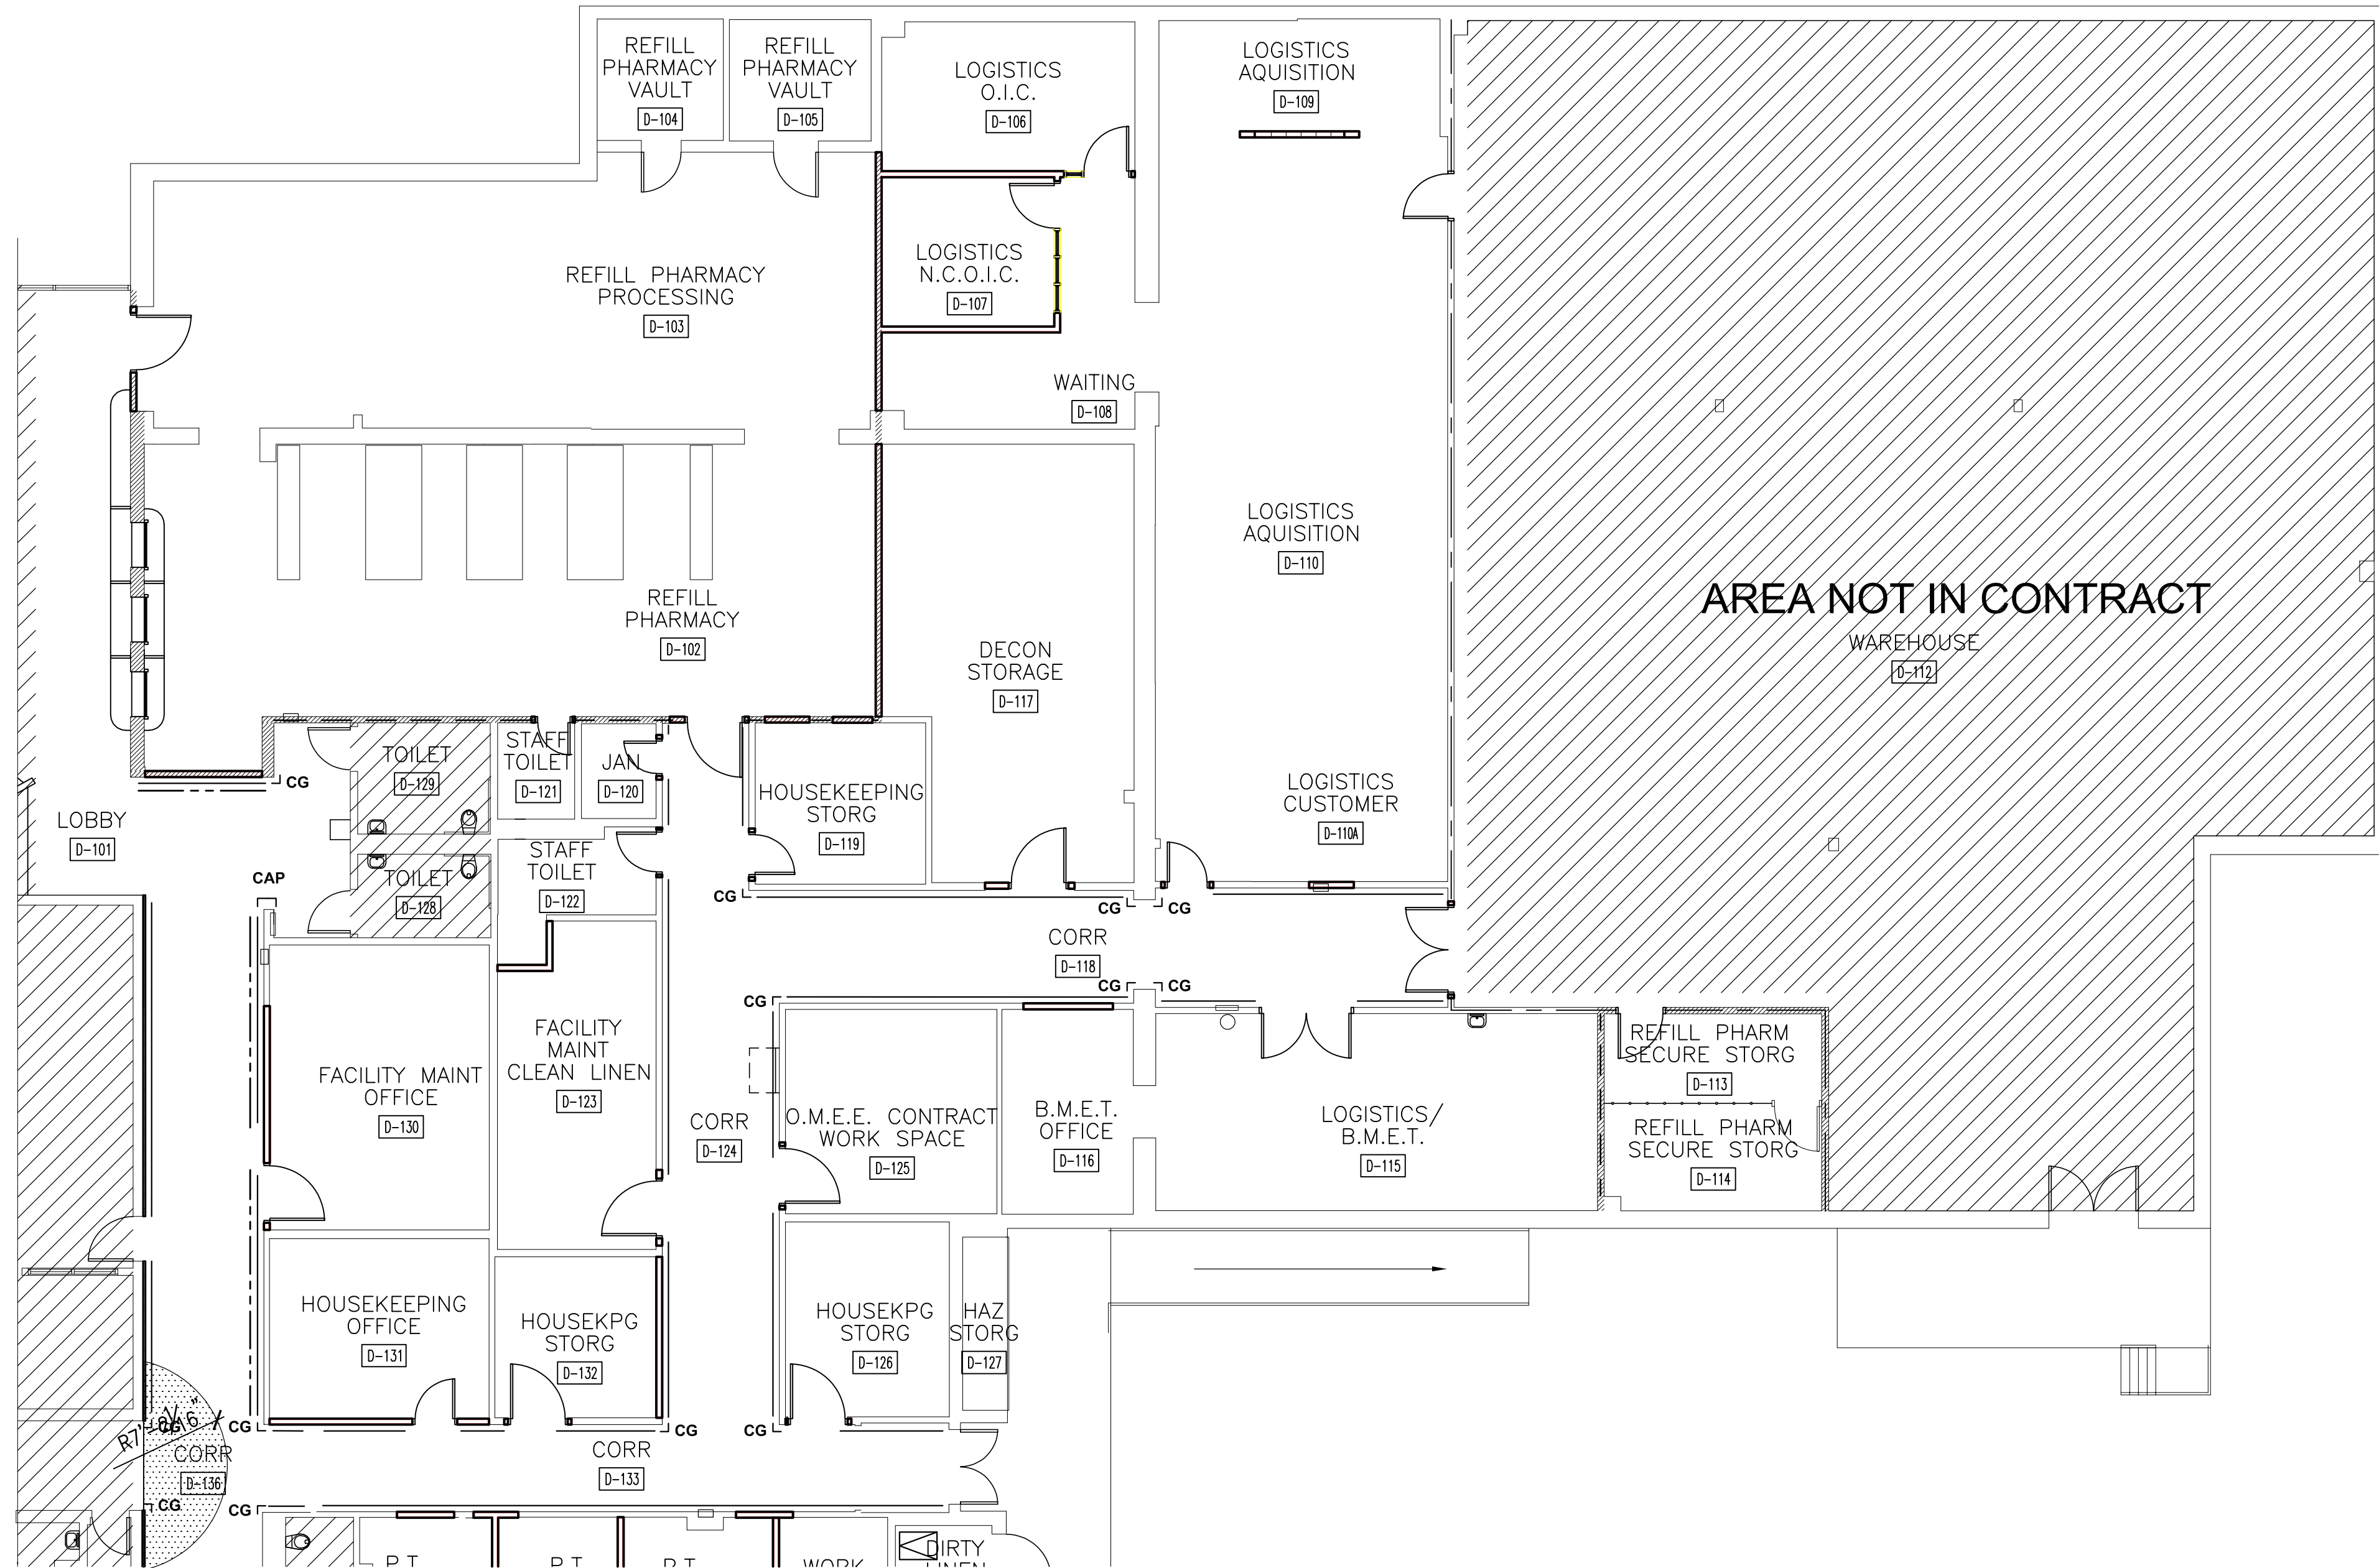 REFILL
PHARMACY
VAULT
D-104
REFILL
PHARMACY
VAULT
D-105
LOGISTICS
O.I.C.
D-106
LOGISTICS
AQUISITION
D-109
REFILL PHARMACY
PROCESSING
D-103
LOGISTICS
N.C.O.I.C.
D-107
WAITING
D-108
LOGISTICS
AQUISITION
D-110
AREA NOT IN CONTRACT
WAREHOUSE
D-112
REFILL
PHARMACY
D-102
DECON
STORAGE
D-117
TOILET
D-129
STAFF
TOILET
D-121
JAN
D-120
CG
HOUSEKEEPING
STORG
D-119
LOGISTICS
CUSTOMER
D-110A
LOBBY
D-101
CAP
TOILET
D-128
STAFF
TOILET
D-122
CG
CG
CG
CORR
D-118
CG
CG
CG
FACILITY MAINT
OFFICE
D-130
FACILITY
MAINT
CLEAN LINEN
D-123
CORR
D-124
O.M.E.E. CONTRACT
WORK SPACE
D-125
B.M.E.T.
OFFICE
D-116
LOGISTICS/
B.M.E.T.
D-115
REFILL PHARM
SECURE STORG
D-113
REFILL PHARM
SECURE STORG
D-114
HOUSEKEEPING
OFFICE
D-131
HOUSEKPG
STORG
D-132
HOUSEKPG
STORG
D-126
HAZ
STORG
D-127
CG
CG
CG
CG
CORR
D-136
CORR
D-133
CG
CG
P.T.
P.T.
P.T.
WORK
DIRTY
LINEN